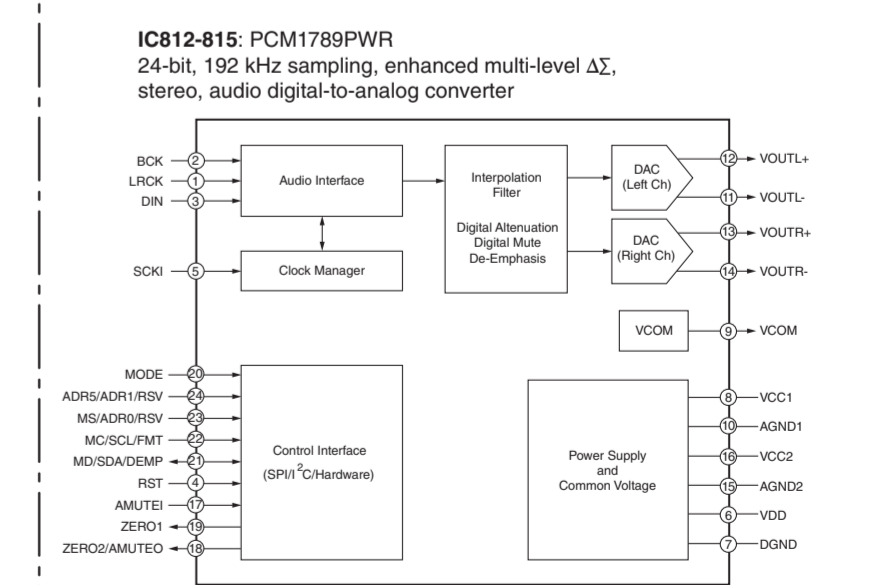 IC812-815: PCM1789PWR
24-bit, 192 kHz sampling, enhanced multi-level ΔΣ,
stereo, audio digital-to-analog converter
BCK 2
LRCK 1
DIN 3
SCKI 5
Audio Interface
Clock Manager
Interpolation
Filter
Digital Attenuation
Digital Mute
De-Emphasis
DAC
(Left Ch)
DAC
(Right Ch)
12 VOUTL+
11 VOUTL-
13 VOUTR+
14 VOUTR-
VCOM
9 VCOM
MODE 20
ADR5/ADR1/RSV 24
MS/ADR0/RSV 23
MC/SCL/FMT 22
MD/SDA/DEMP 21
RST 4
AMUTEI 17
ZERO1 19
ZERO2/AMUTEO 18
Control Interface
(SPI/I²C/Hardware)
Power Supply
and
Common Voltage
8 VCC1
10 AGND1
16 VCC2
15 AGND2
6 VDD
7 DGND